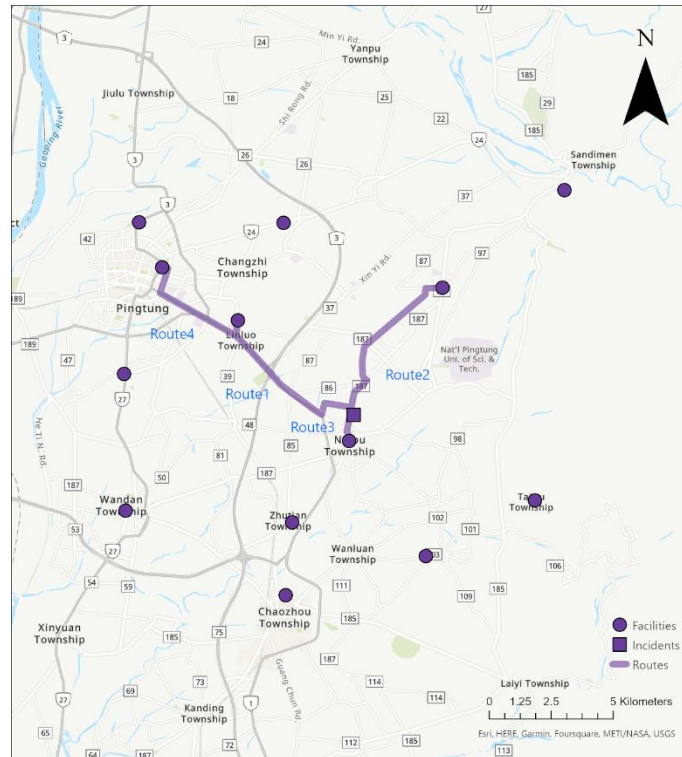 27
3
Min Yi Rd.
24
Yanpu
Township
185
N
Jiulu Township
18
Shi Rong Rd.
25
29
Gaoping River
22
24
185
3
26
26
Sandimen
Township
3
37
ct
42
24
3
Changzhi
Township
Xin Yi Rd.
87
97
189
Pingtung
37
187
187
Route4
Linluo
Township
189
87
Nat'l Pingtung
Uni. of Sci. &
Tech.
47
39
Route2
Route1
86
187
27
48
Route3
He Ti N. Rd.
85
Township
98
81
187
50
187
Wandan
Township
102
53
Zhutian
Township
101
Township
27
Wanluan
Township
106
54
59
111
109
Chaozhou
Township
Xinyuan
Township
185
75
185
Facilities
Incidents
Routes
187
114
Guang Chun Rd.
73
Laiyi Township
27
69
114
0 1.25 2.5 5 Kilometers
Kanding
Township
1
185
65
72
113
Esri, HERE, Garmin, Foursquare, METI/NASA, USGS